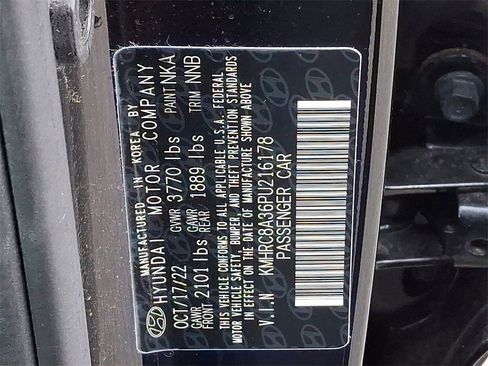 MANUFACTURED IN KOREA BY
HYUNDAI MOTOR COMPANY
OCT/17/22 GVWR 3770 lbs PAINT NKA
GAWR FRONT 2101 lbs GAWR REAR 1889 lbs TRIM NNB
THIS VEHICLE CONFORMS TO ALL APPLICABLE U.S.A. FEDERAL
MOTOR VEHICLE SAFETY, BUMPER, AND THEFT PREVENTION STANDARDS
IN EFFECT ON THE DATE OF MANUFACTURE SHOWN ABOVE
V.I.N KMHRC8A36PU216178
PASSENGER CAR